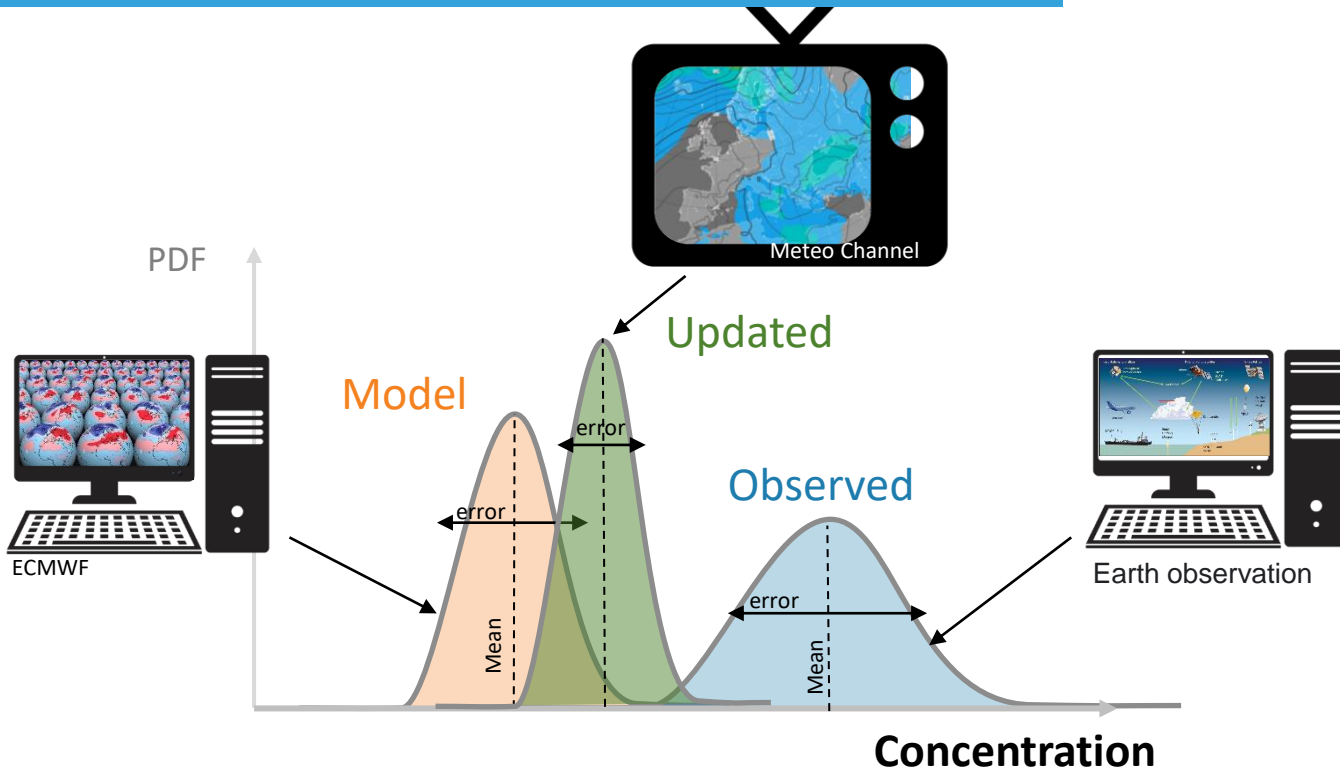 Meteo Channel
PDF
Updated
Model
error
Observed
error
ECMWF
Earth observation
error
Mean
Mean
Concentration